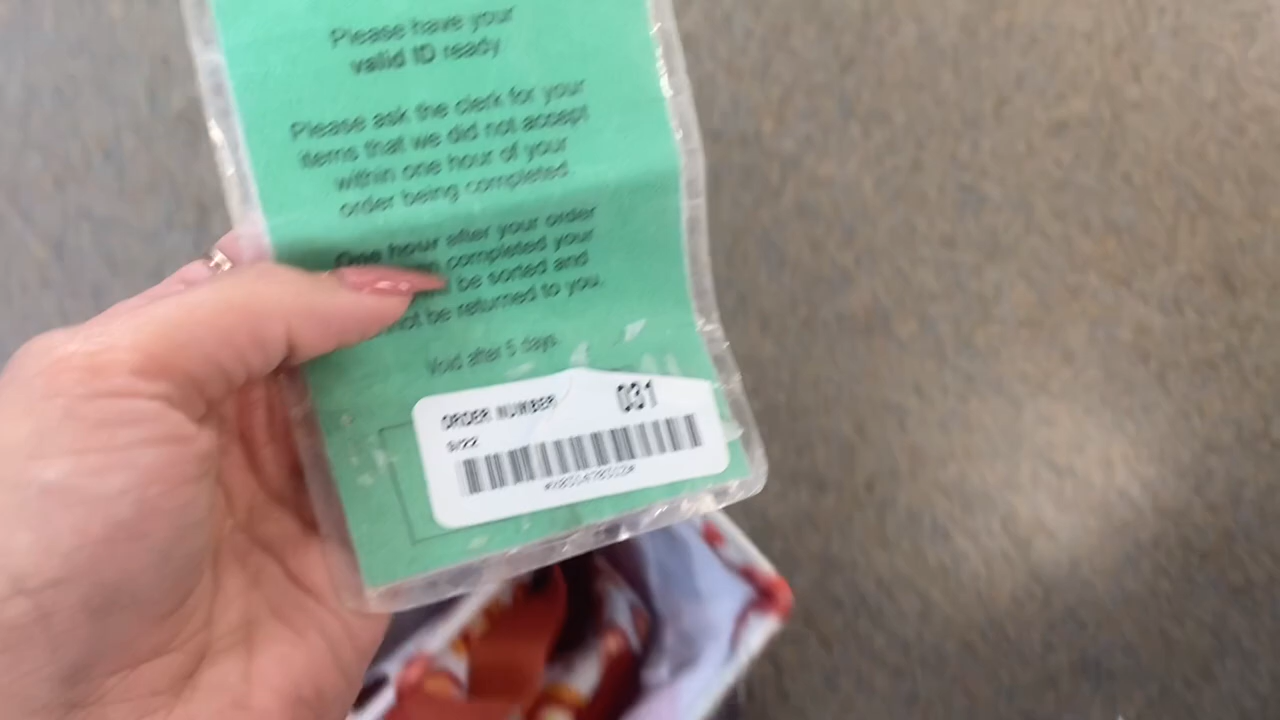 Please have your
valid ID ready
Please ask the clerk for your
items that we did not accept
within one hour of your
order being completed.
One hour after your order
completed your
be sorted and
not be returned to you.
Void after 5 days.
ORDER NUMBER 031